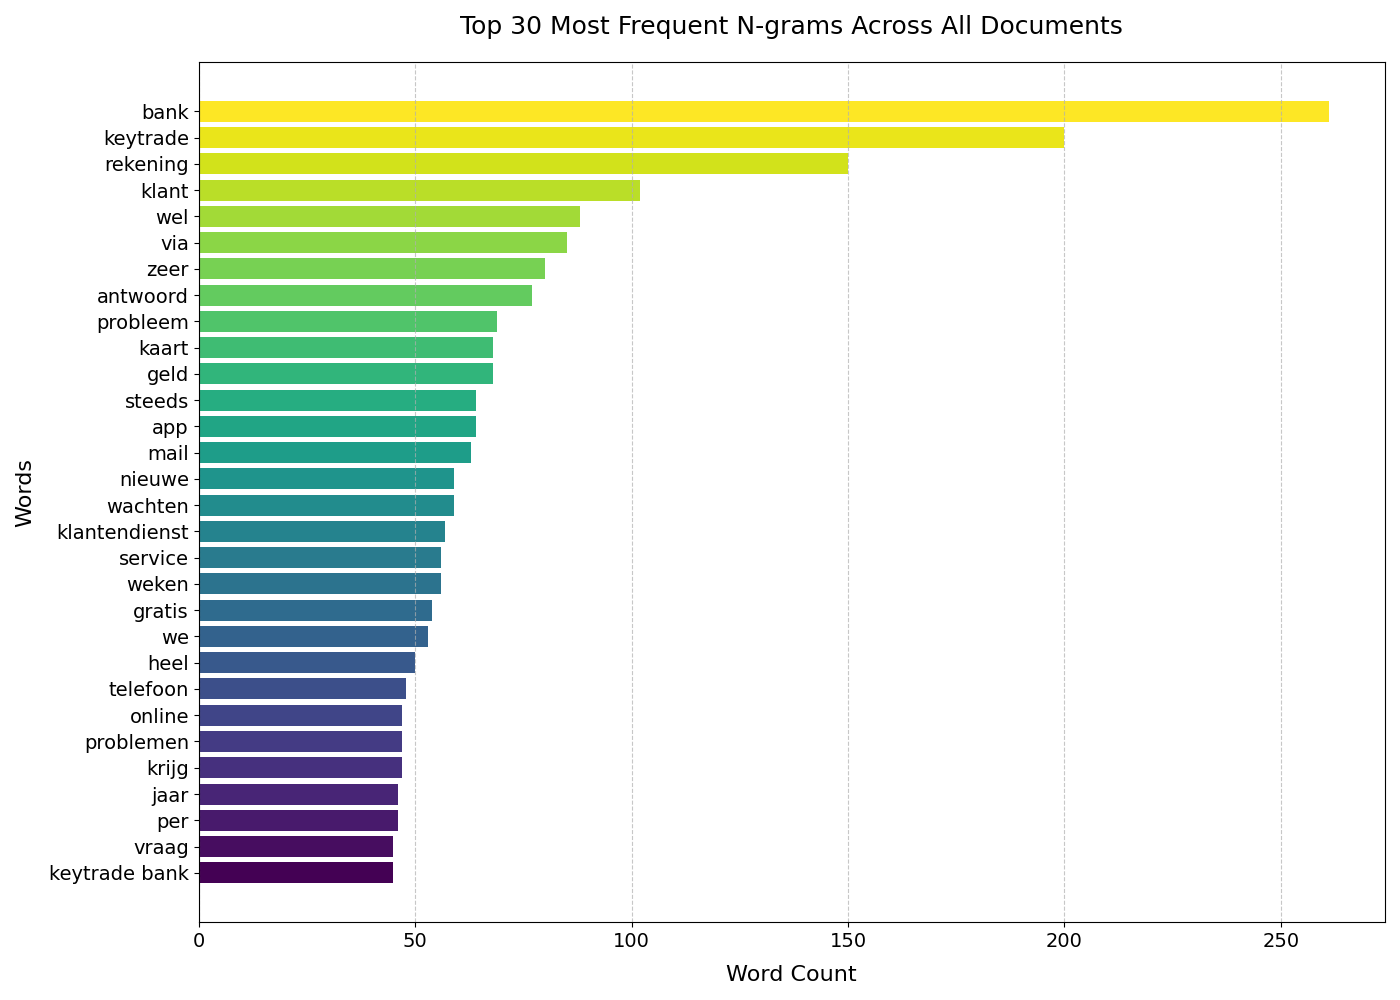 Top 30 Most Frequent N-grams Across All Documents
bank
keytrade
rekening
klant
wel
via
zeer
antwoord
probleem
kaart
geld
steeds
app
mail
nieuwe
wachten
klantendienst
service
weken
gratis
we
heel
telefoon
online
problemen
krijg
jaar
per
vraag
keytrade bank
Words
0 50 100 150 200 250
Word Count